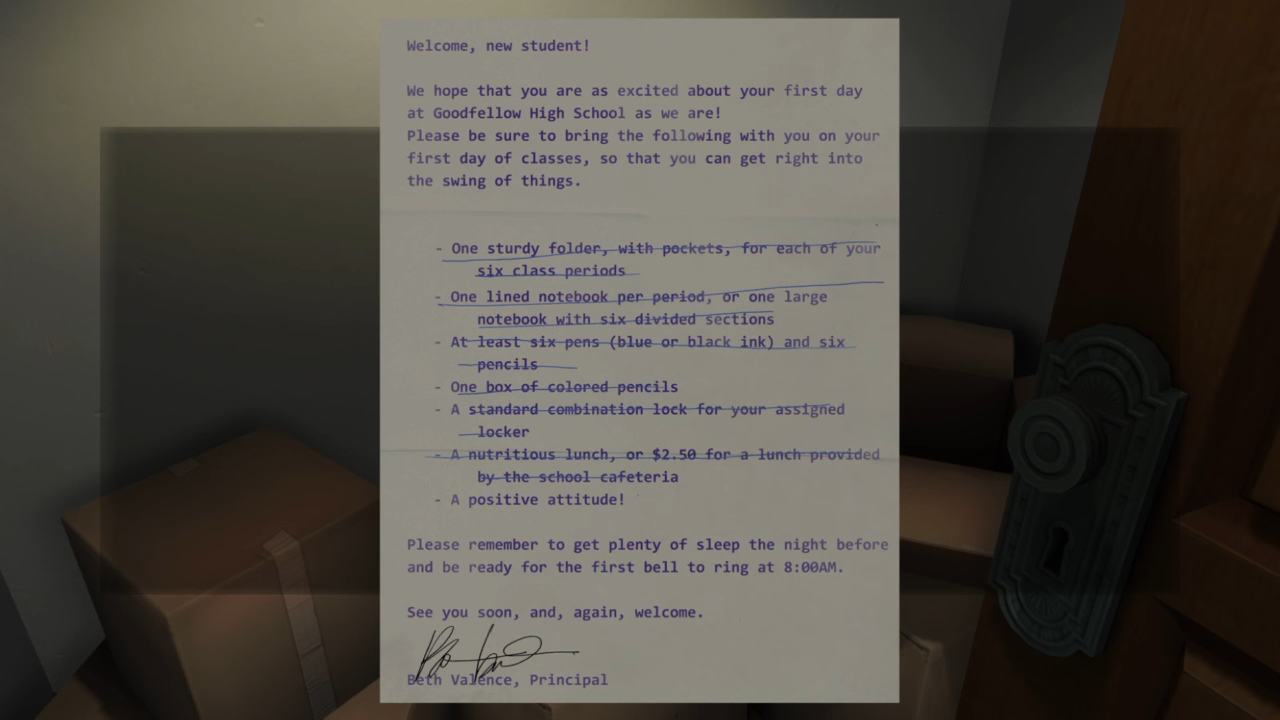 Welcome, new student!
We hope that you are as excited about your first day
at Goodfellow High School as we are!
Please be sure to bring the following with you on your
first day of classes, so that you can get right into
the swing of things.
- One sturdy folder, with pockets, for each of your
six class periods
- One lined notebook per period, or one large
notebook with six divided sections
- At least six pens (blue or black ink) and six
pencils
- One box of colored pencils
- A standard combination lock for your assigned
locker
- A nutritious lunch, or $2.50 for a lunch provided
by the school cafeteria
- A positive attitude!
Please remember to get plenty of sleep the night before
and be ready for the first bell to ring at 8:00AM.
See you soon, and, again, welcome.
Beth Valence, Principal